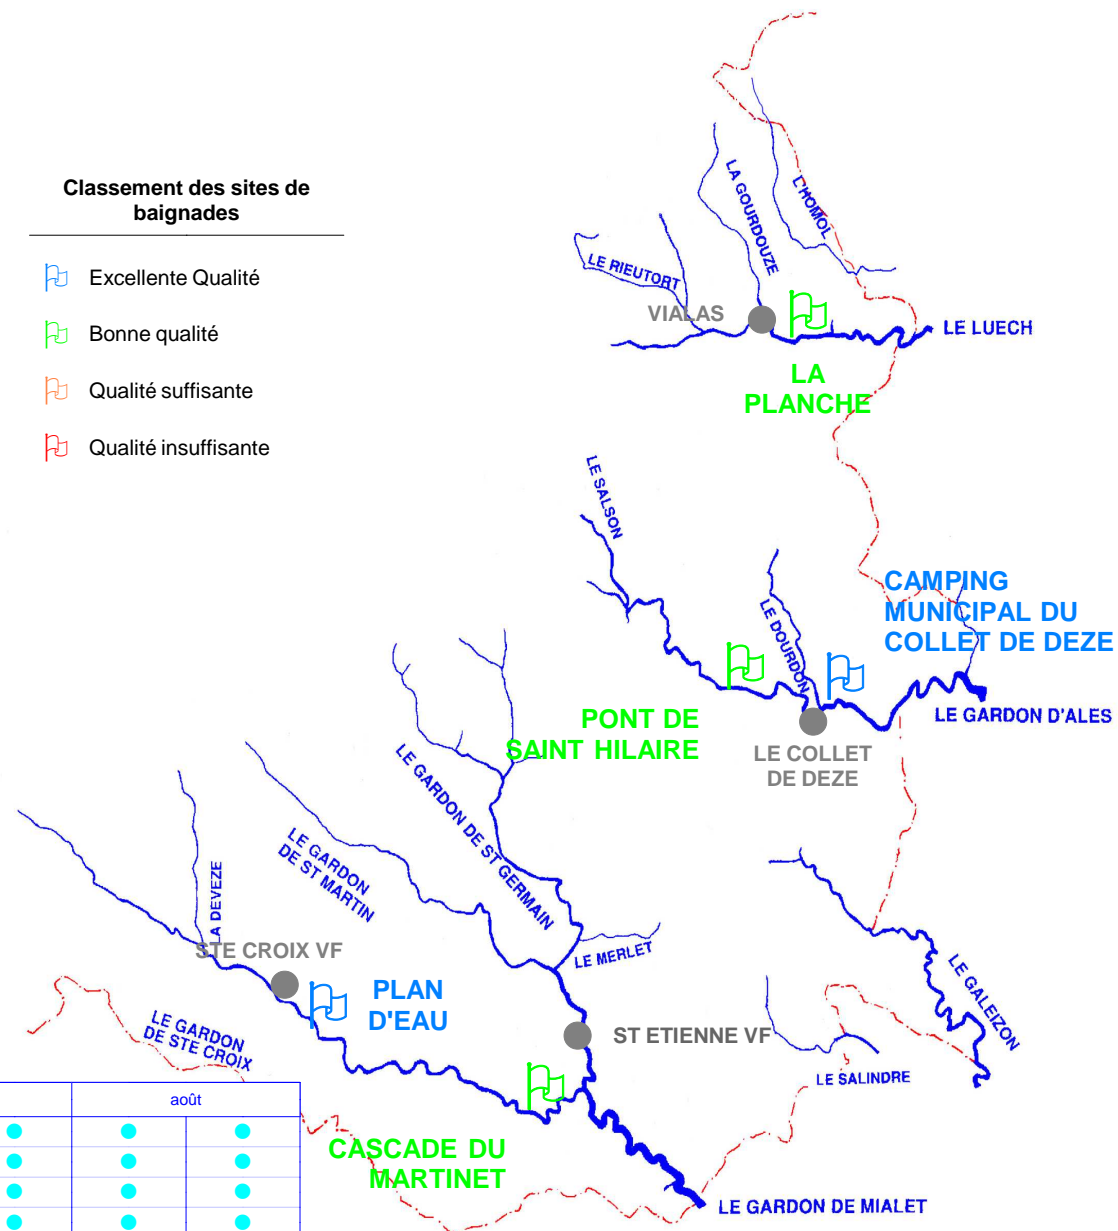 Classement des sites de
baignades
Excellente Qualité
Bonne qualité
Qualité suffisante
Qualité insuffisante
L'HOMOL
LA GOURDOUZE
LE RIEUTORT
VIALAS
LE LUECH
LA
PLANCHE
LE SALSON
CAMPING
MUNICIPAL DU
COLLET DE DEZE
LE DOURDON
LE GARDON D'ALES
PONT DE
SAINT HILAIRE
LE COLLET
DE DEZE
LE GARDON DE ST GERMAIN
LE GARDON
DE ST MARTIN
LA DEVEZE
STE CROIX VF
LE MERLET
LE GALEIZON
PLAN
D'EAU
LE GARDON
DE STE CROIX
ST ETIENNE VF
LE SALINDRE
août
CASCADE DU
MARTINET
LE GARDON DE MIALET